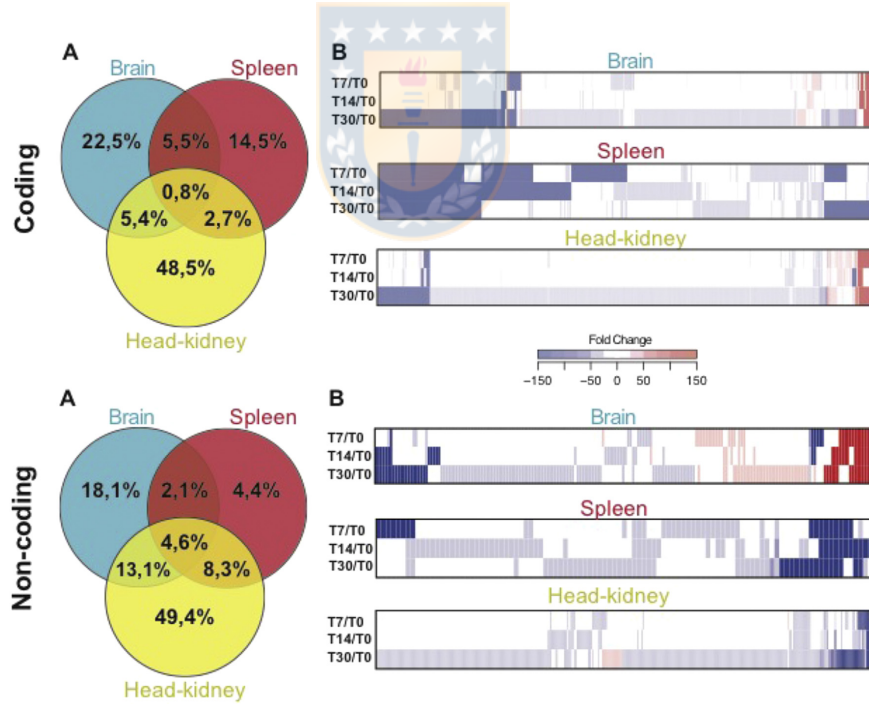 A
Brain
Spleen
22,5%
5,5%
14,5%
0,8%
5,4%
2,7%
48,5%
Head-kidney
Coding
B
Brain
T7/T0
T14/T0
T30/T0
Spleen
T7/T0
T14/T0
T30/T0
Head-kidney
T7/T0
T14/T0
T30/T0
Fold Change
−150
−50
0
50
150
A
Brain
Spleen
18,1%
2,1%
4,4%
4,6%
13,1%
8,3%
49,4%
Head-kidney
Non-coding
B
Brain
T7/T0
T14/T0
T30/T0
Spleen
T7/T0
T14/T0
T30/T0
Head-kidney
T7/T0
T14/T0
T30/T0